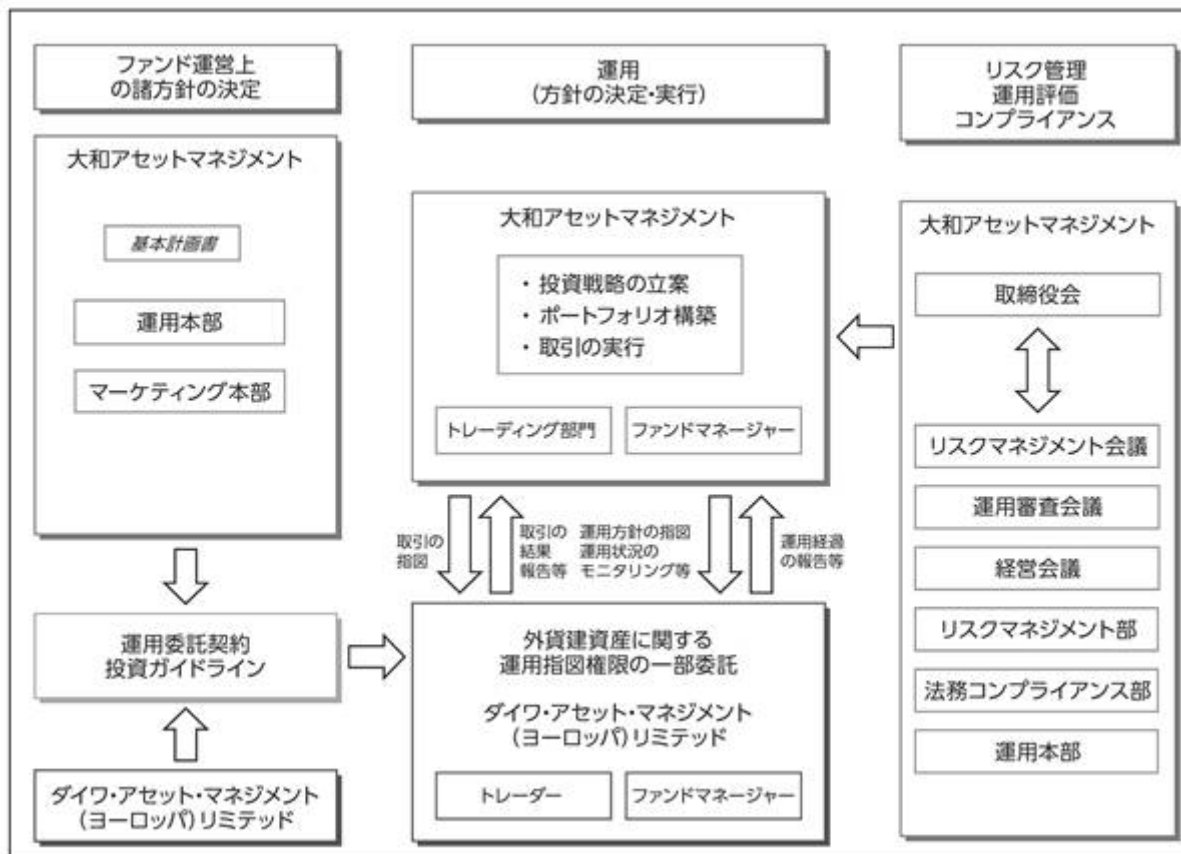 ファンド運営上
の諸方針の決定
大和アセットマネジメント
基本計画書
運用本部
マーケティング本部
運用委託契約
投資ガイドライン
ダイワ・アセット・マネジメント
(ヨーロッパ)リミテッド
運用
(方針の決定・実行)
大和アセットマネジメント
・ 投資戦略の立案
・ ポートフォリオ構築
・ 取引の実行
トレーディング部門
ファンドマネージャー
取引の
指図
取引の
結果
報告等
運用方針の指図
運用状況の
モニタリング等
運用経過
の報告等
外貨建資産に関する
運用指図権限の一部委託
ダイワ・アセット・マネジメント
(ヨーロッパ)リミテッド
トレーダー
ファンドマネージャー
リスク管理
運用評価
コンプライアンス
大和アセットマネジメント
取締役会
リスクマネジメント会議
運用審査会議
経営会議
リスクマネジメント部
法務コンプライアンス部
運用本部